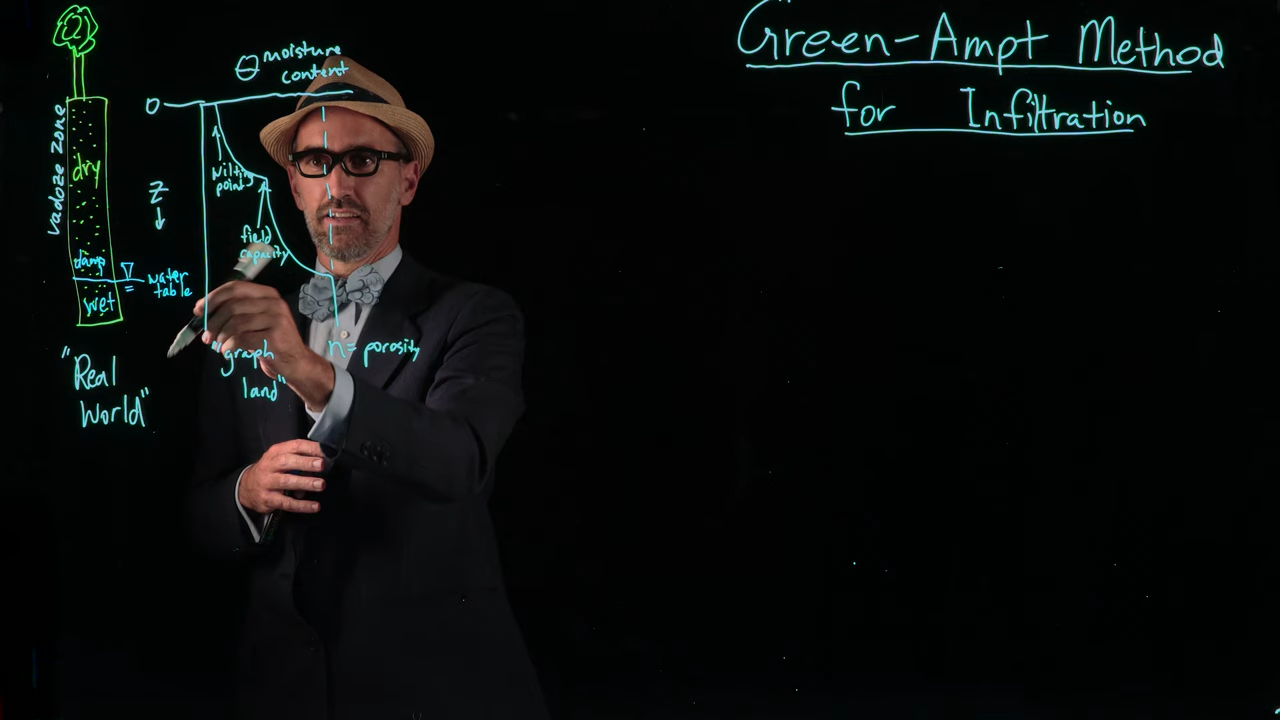 Green-Ampt Method
for Infiltration
θ moisture
content
0
vadoze zone
dry
z
wilting
point
field
capacity
damp
water
table
wet
"graph
land"
n = porosity
"Real
World"